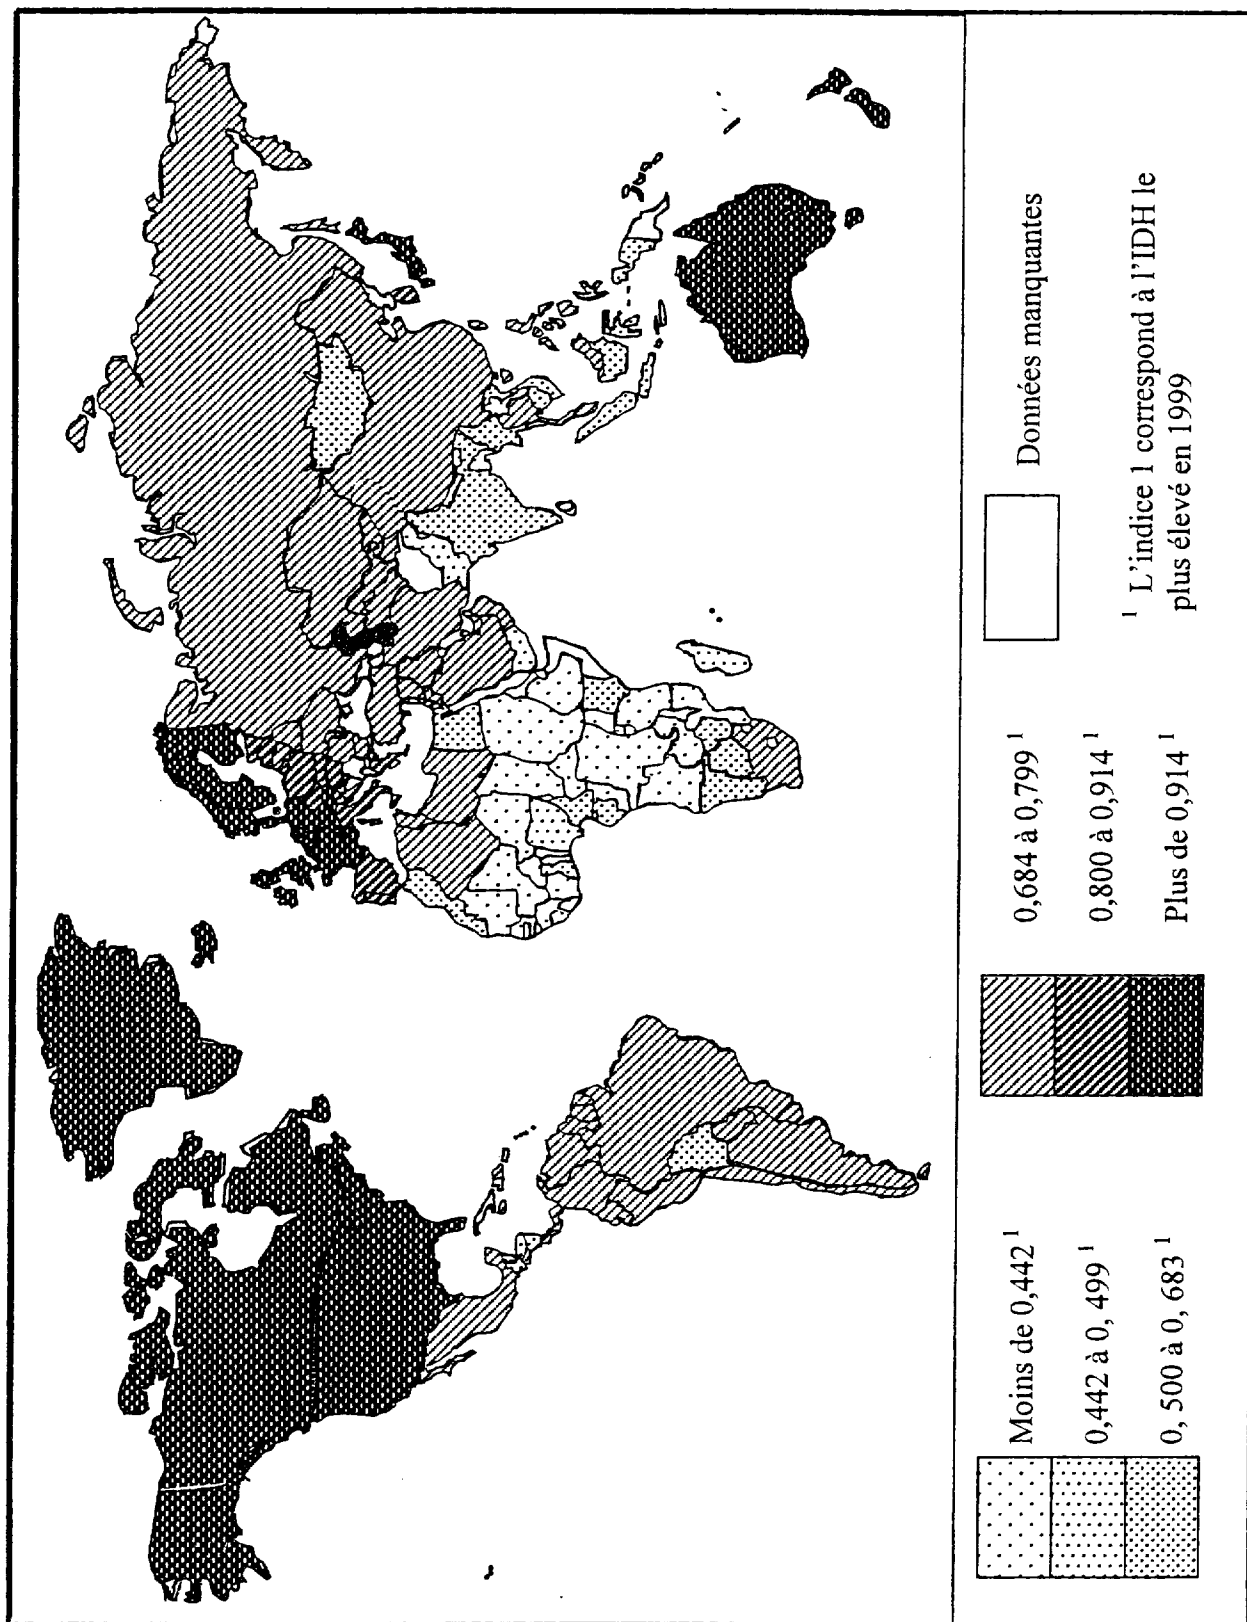 Moins de 0,442 1
0,442 à 0, 499 1
0, 500 à 0, 683 1
0,684 à 0,799 1
0,800 à 0,914 1
Plus de 0,914 1
Données manquantes
1 L'indice 1 correspond à l'IDH le
plus élevé en 1999